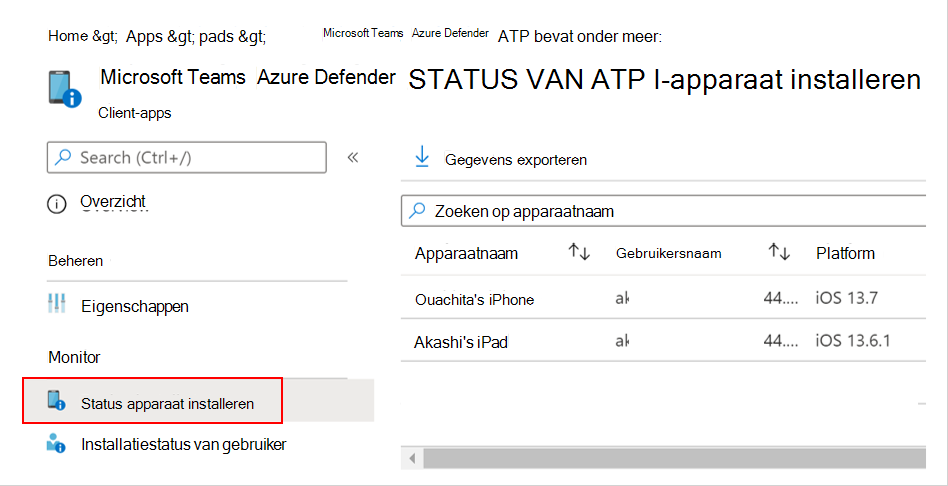 Home &gt; Apps &gt; pads &gt; Microsoft Teams Azure Defender ATP bevat onder meer:
Microsoft Teams Azure Defender STATUS VAN ATP I-apparaat installeren
Client-apps
Search (Ctrl+/) «
Gegevens exporteren
Overzicht
Zoeken op apparaatnaam
Beheren
Apparaatnaam Gebruikersnaam Platform
Eigenschappen
Ouachita's iPhone ak 44.... iOS 13.7
Akashi's iPad ak 44.... iOS 13.6.1
Monitor
Status apparaat installeren
Installatiestatus van gebruiker